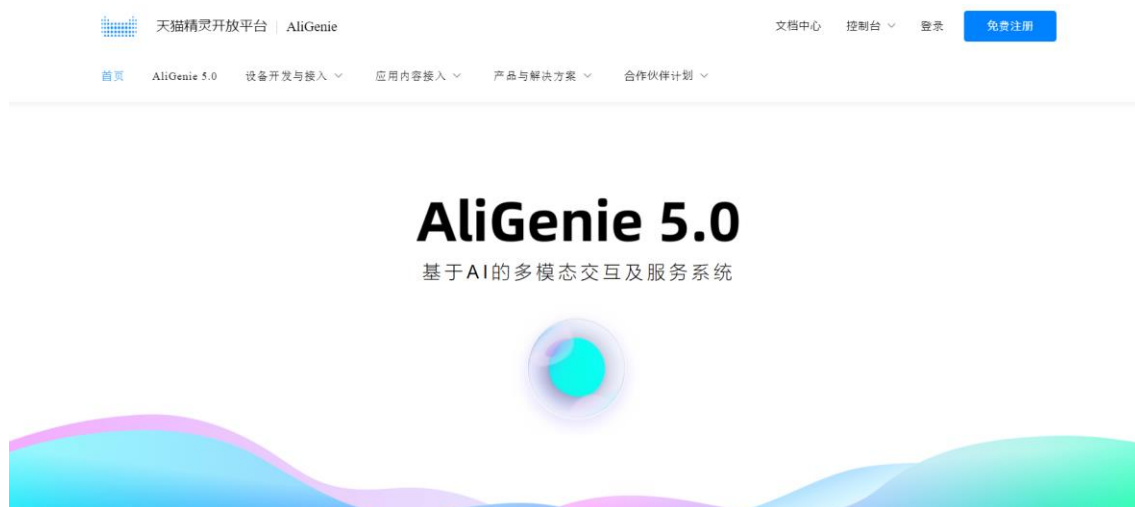 天猫精灵开放平台 | AliGenie 文档中心 控制台 登录 免费注册
首页 AliGenie 5.0 设备开发与接入 应用内容接入 产品与解决方案 合作伙伴计划
AliGenie 5.0
基于AI的多模态交互及服务系统